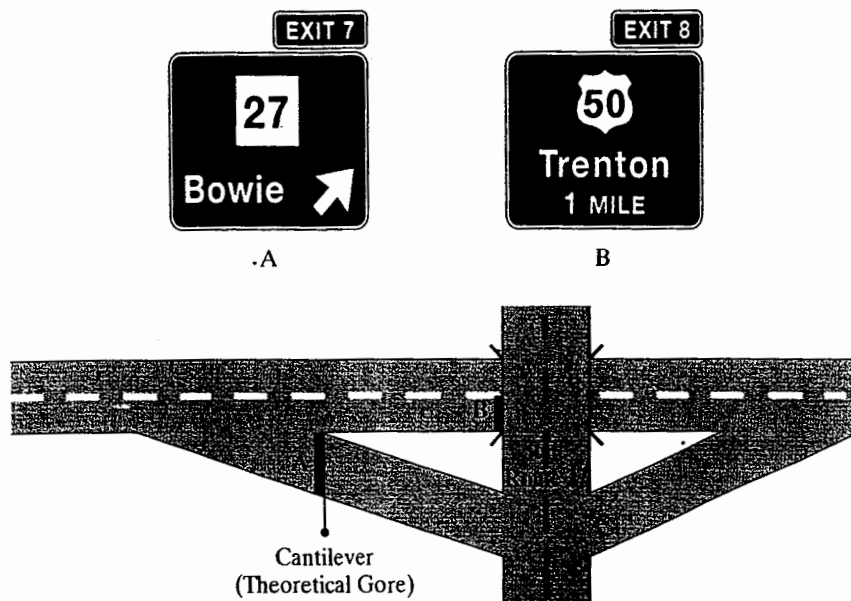 EXIT 7
27
Bowie
A
EXIT 8
50
Trenton
1 MILE
B
B
Cantilever
(Theoretical Gore)